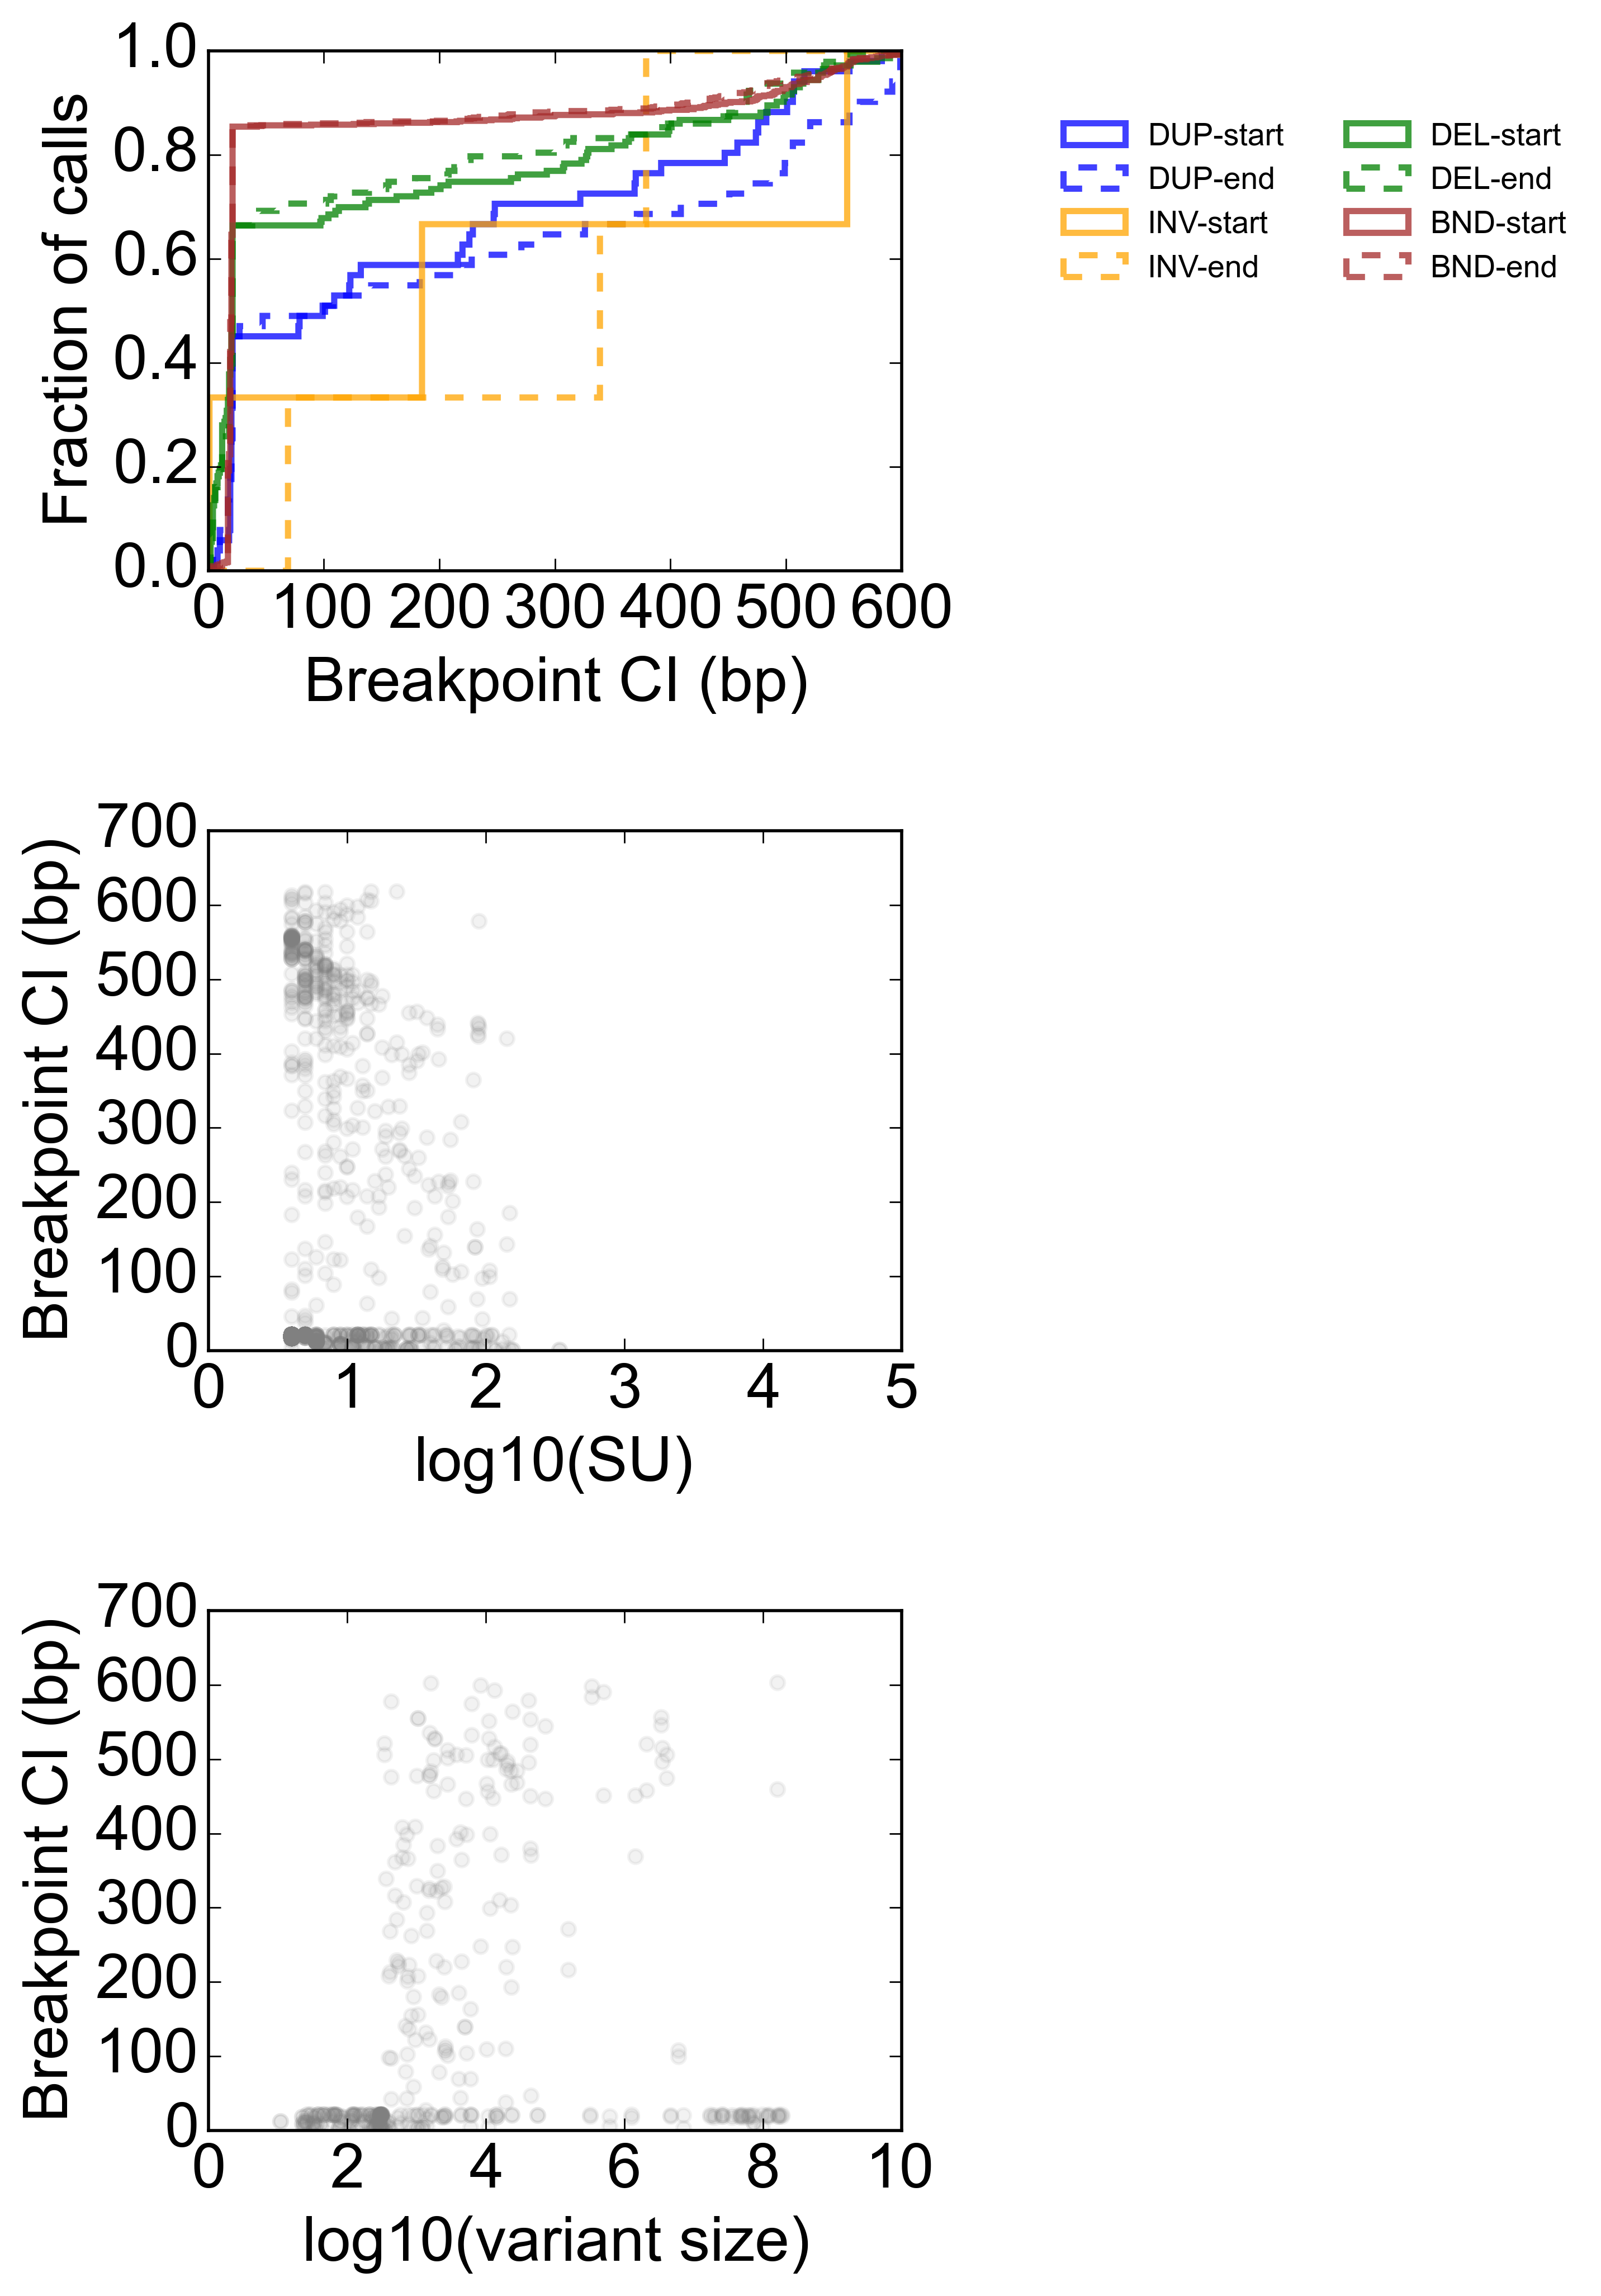 1.0
0.8
0.6
0.4
0.2
0.0
Fraction of calls
0 100 200 300 400 500 600
Breakpoint CI (bp)
DUP-start DEL-start
DUP-end DEL-end
INV-start BND-start
INV-end BND-end
700
600
500
400
300
200
100
0
Breakpoint CI (bp)
0 1 2 3 4 5
log10(SU)
700
600
500
400
300
200
100
0
Breakpoint CI (bp)
0 2 4 6 8 10
log10(variant size)